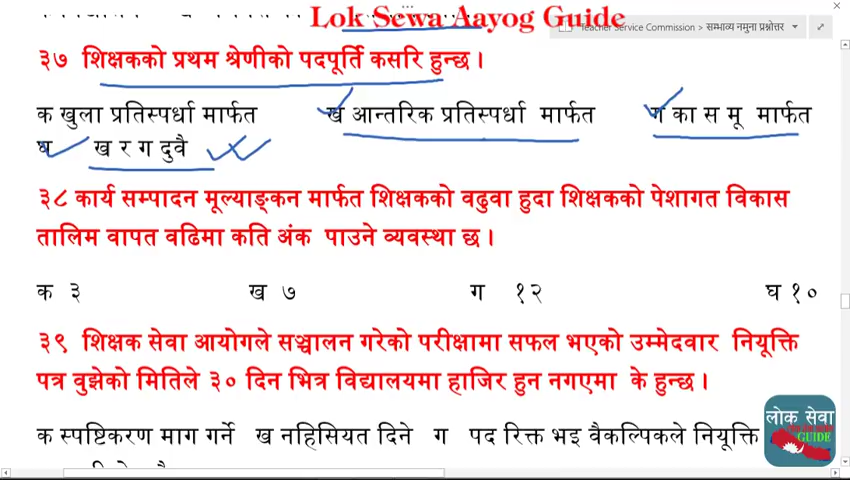 Lok Sewa Aayog Guide
Teacher Service Commission > सम्भाव्य नमुना प्रश्नोत्तर
३७ शिक्षकको प्रथम श्रेणीको पदपूर्ति कसरि हुन्छ ।
क खुला प्रतिस्पर्धा मार्फत ख आन्तरिक प्रतिस्पर्धा मार्फत ग का स मू मार्फत
घ ख र ग दुवै
३८ कार्य सम्पादन मूल्याङ्कन मार्फत शिक्षकको वढुवा हुदा शिक्षकको पेशागत विकास
तालिम वापत वढिमा कति अंक पाउने व्यवस्था छ ।
क ३ ख ७ ग १२ घ १०
३९ शिक्षक सेवा आयोगले सञ्चालन गरेको परीक्षामा सफल भएको उम्मेदवार नियूक्ति
पत्र वुझेको मितिले ३० दिन भित्र विद्यालयमा हाजिर हुन नगएमा के हुन्छ ।
क स्पष्टिकरण माग गर्ने ख नहिसियत दिने ग पद रिक्त भइ वैकल्पिकले नियूक्ति
लोक सेवा
GUIDE